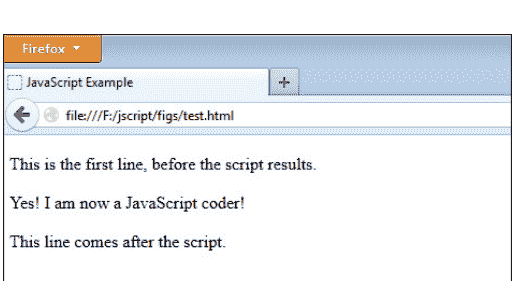 Firefox
JavaScript Example
file:///F:/jscript/figs/test.html
This is the first line, before the script results.
Yes! I am now a JavaScript coder!
This line comes after the script.